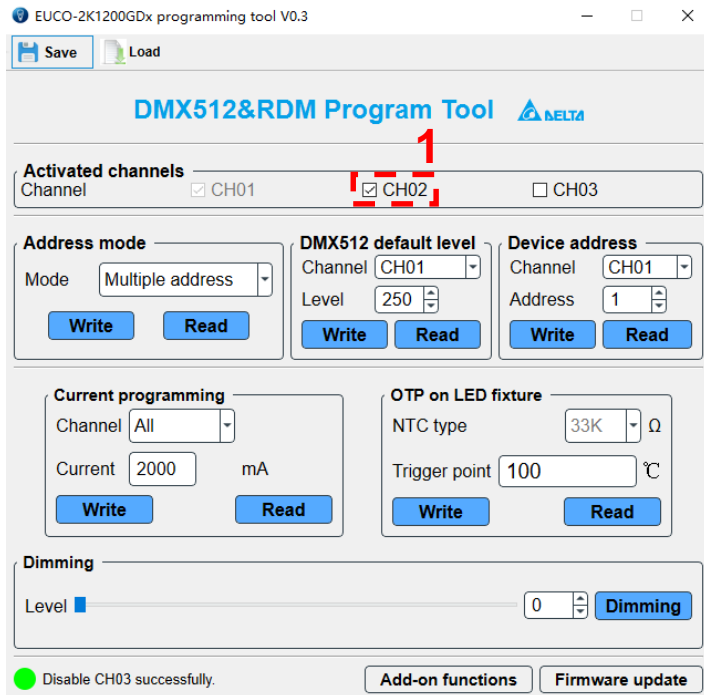 EUCO-2K1200GDx programming tool V0.3
Save Load
DMX512&RDM Program Tool DELTA
1
Activated channels
Channel CH01 CH02 CH03
Address mode
Mode Multiple address
Write Read
DMX512 default level
Channel CH01
Level 250
Write Read
Device address
Channel CH01
Address 1
Write Read
Current programming
Channel All
Current 2000 mA
Write Read
OTP on LED fixture
NTC type 33K Ω
Trigger point 100 ℃
Write Read
Dimming
Level 0 Dimming
Disable CH03 successfully. Add-on functions Firmware update